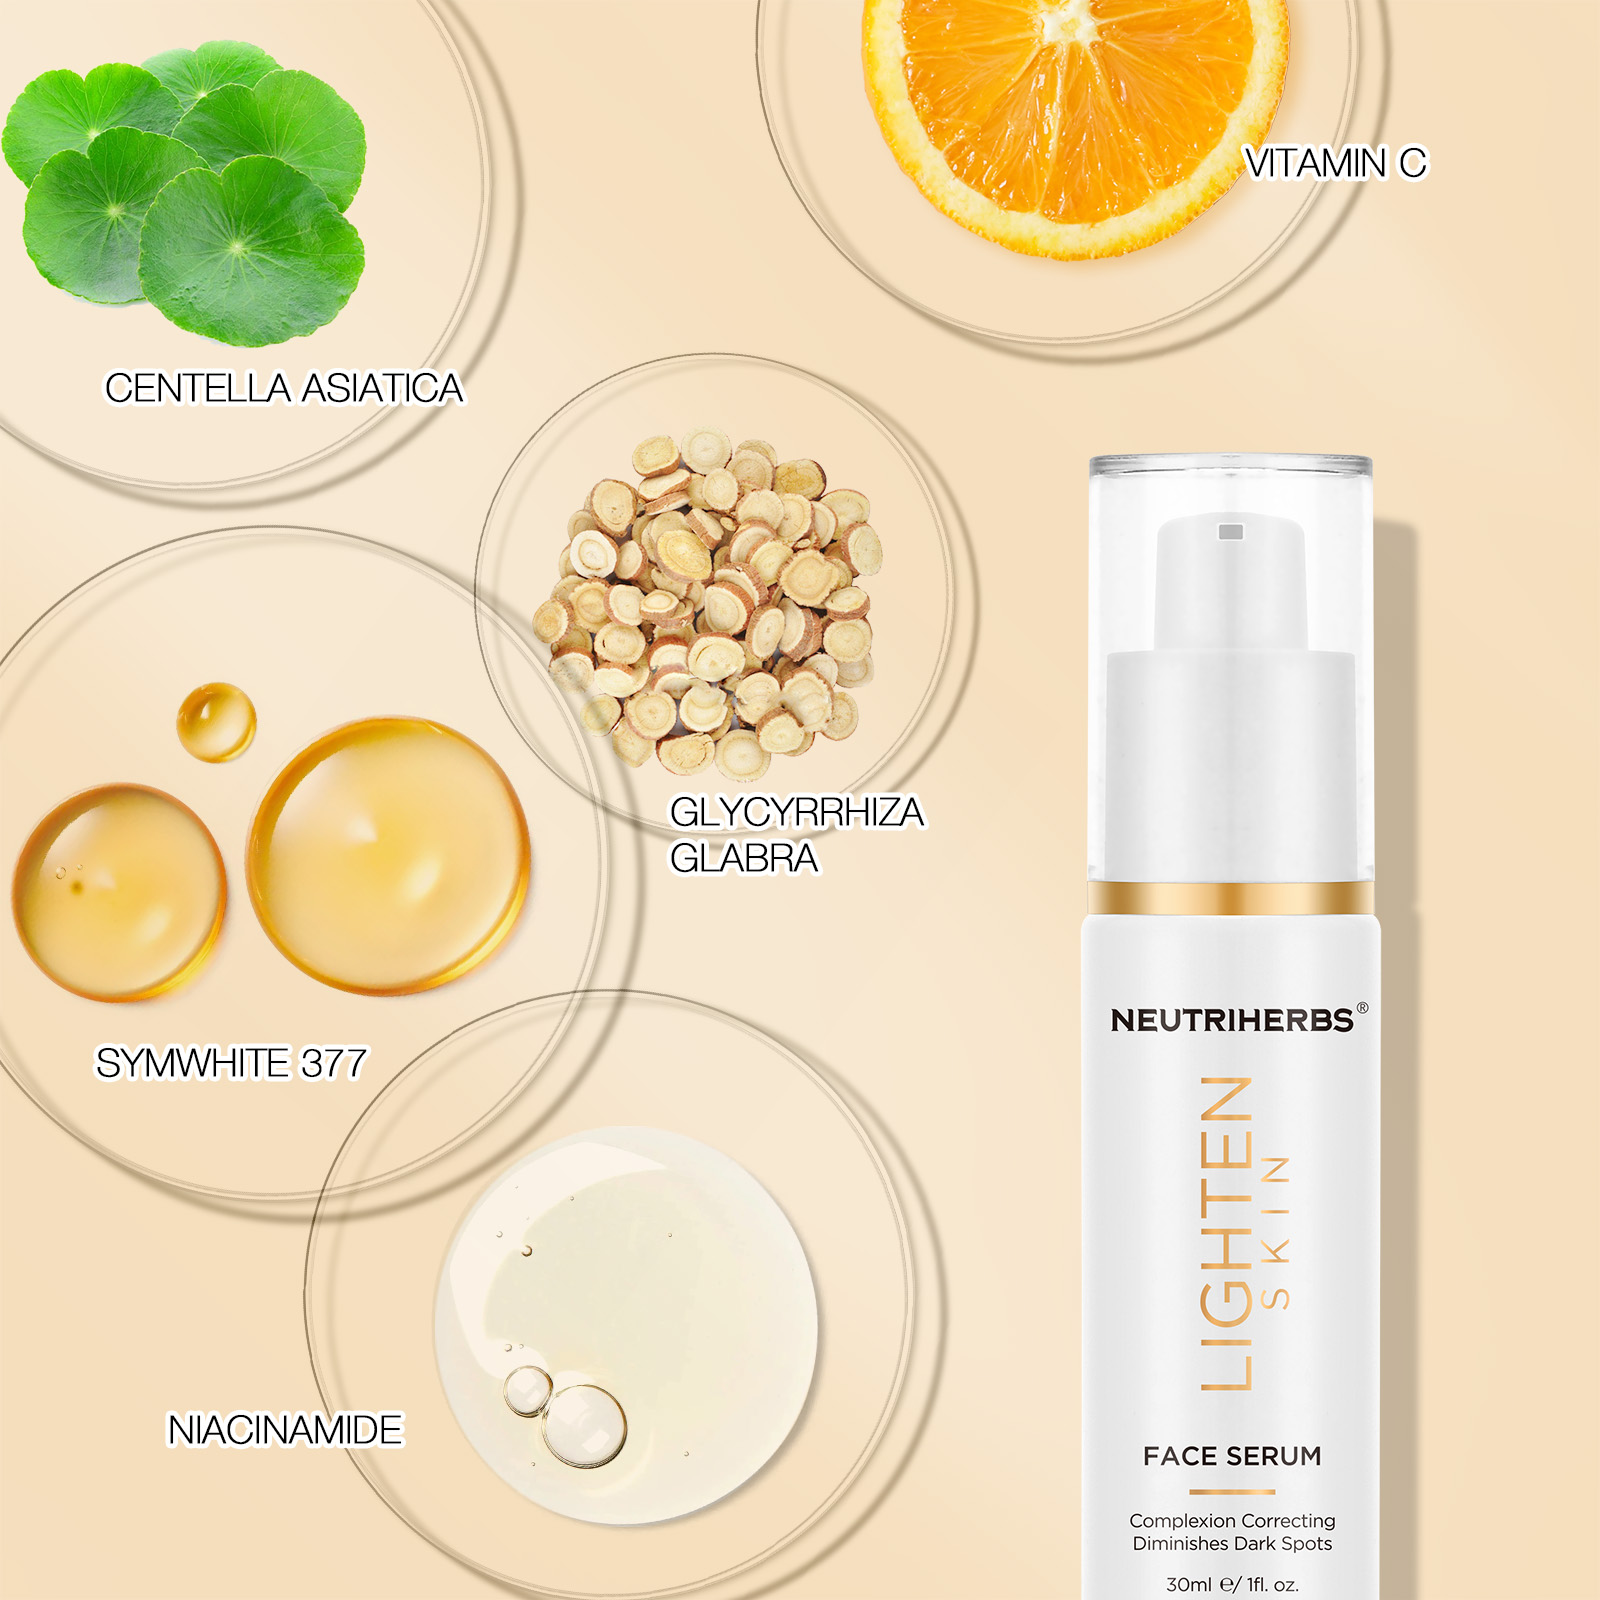 VITAMIN C
CENTELLA ASIATICA
GLYCYRRHIZA
GLABRA
SYMWHITE 377
NIACINAMIDE
NEUTRIHERBS®
LIGHTEN
SKIN
FACE SERUM
Complexion Correcting
Diminishes Dark Spots
30ml ℮/ 1fl. oz.